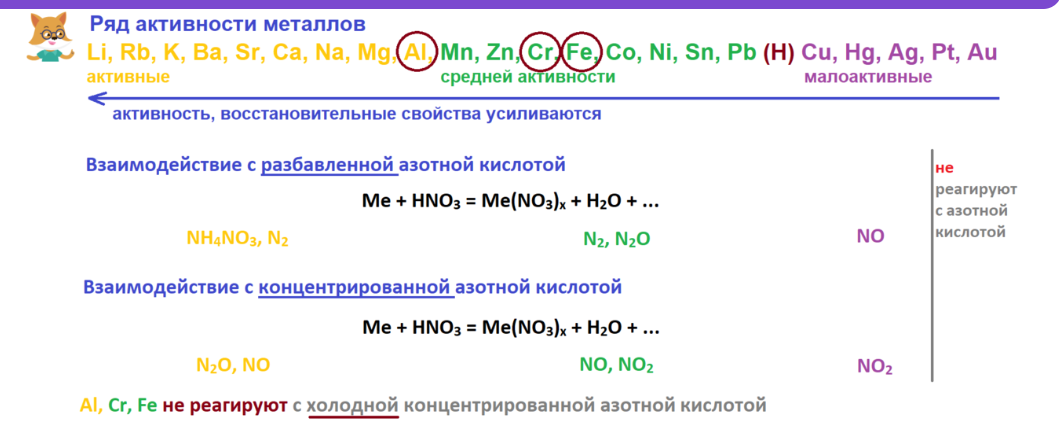 Ряд активности металлов
Li, Rb, K, Ba, Sr, Ca, Na, Mg, Al, Mn, Zn, Cr, Fe, Co, Ni, Sn, Pb (H) Cu, Hg, Ag, Pt, Au
активные средней активности малоактивные
активность, восстановительные свойства усиливаются
Взаимодействие с разбавленной азотной кислотой
Me + HNO₃ = Me(NO₃)ₓ + H₂O + ...
NH₄NO₃, N₂ N₂, N₂O NO
не
реагируют
с азотной
кислотой
Взаимодействие с концентрированной азотной кислотой
Me + HNO₃ = Me(NO₃)ₓ + H₂O + ...
N₂O, NO NO, NO₂ NO₂
Al, Cr, Fe не реагируют с холодной концентрированной азотной кислотой